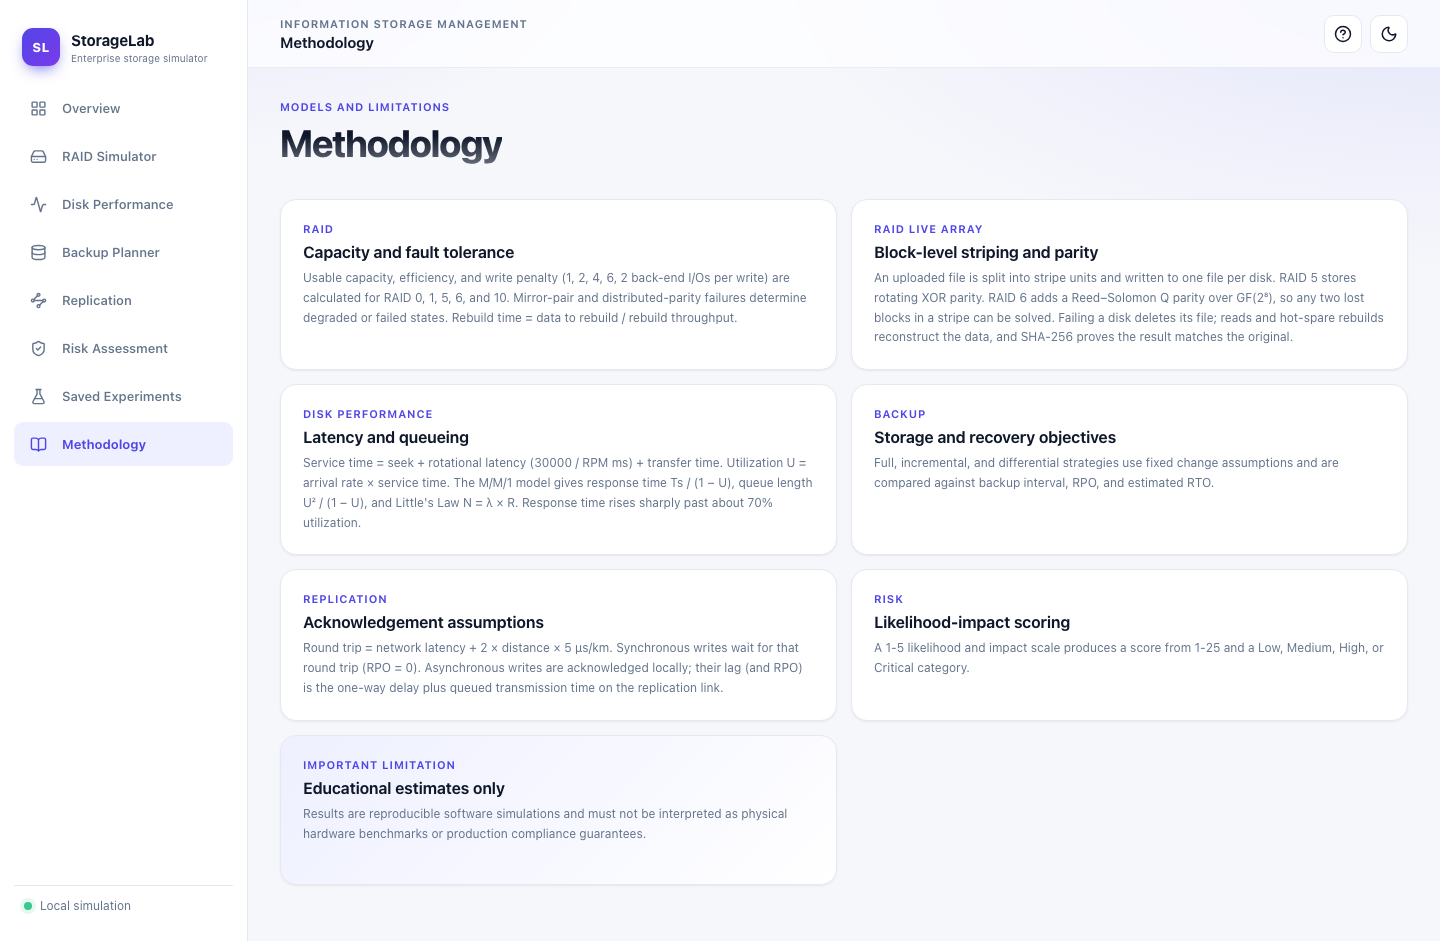 SL
StorageLab
Enterprise storage simulator
Overview
RAID Simulator
Disk Performance
Backup Planner
Replication
Risk Assessment
Saved Experiments
Methodology
Local simulation
INFORMATION STORAGE MANAGEMENT
Methodology
MODELS AND LIMITATIONS
Methodology
RAID
Capacity and fault tolerance
Usable capacity, efficiency, and write penalty (1, 2, 4, 6, 2 back-end I/Os per write) are
calculated for RAID 0, 1, 5, 6, and 10. Mirror-pair and distributed-parity failures determine
degraded or failed states. Rebuild time = data to rebuild / rebuild throughput.
RAID LIVE ARRAY
Block-level striping and parity
An uploaded file is split into stripe units and written to one file per disk. RAID 5 stores
rotating XOR parity. RAID 6 adds a Reed–Solomon Q parity over GF(2⁸), so any two lost
blocks in a stripe can be solved. Failing a disk deletes its file; reads and hot-spare rebuilds
reconstruct the data, and SHA-256 proves the result matches the original.
DISK PERFORMANCE
Latency and queueing
Service time = seek + rotational latency (30000 / RPM ms) + transfer time. Utilization U =
arrival rate × service time. The M/M/1 model gives response time Ts / (1 − U), queue length
U² / (1 − U), and Little's Law N = λ × R. Response time rises sharply past about 70%
utilization.
BACKUP
Storage and recovery objectives
Full, incremental, and differential strategies use fixed change assumptions and are
compared against backup interval, RPO, and estimated RTO.
REPLICATION
Acknowledgement assumptions
Round trip = network latency + 2 × distance × 5 µs/km. Synchronous writes wait for that
round trip (RPO = 0). Asynchronous writes are acknowledged locally; their lag (and RPO)
is the one-way delay plus queued transmission time on the replication link.
RISK
Likelihood-impact scoring
A 1-5 likelihood and impact scale produces a score from 1-25 and a Low, Medium, High, or
Critical category.
IMPORTANT LIMITATION
Educational estimates only
Results are reproducible software simulations and must not be interpreted as physical
hardware benchmarks or production compliance guarantees.